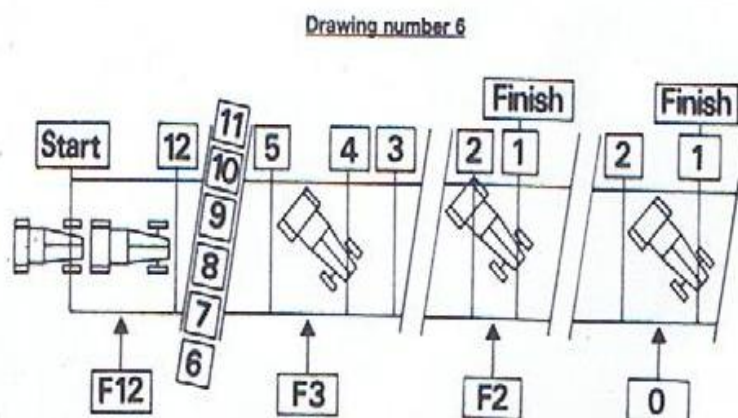 Drawing number 6
Finish Finish
Start 12 11 5 4 3 2 1 2 1
10
9
8
7
6
F12 F3 F2 0